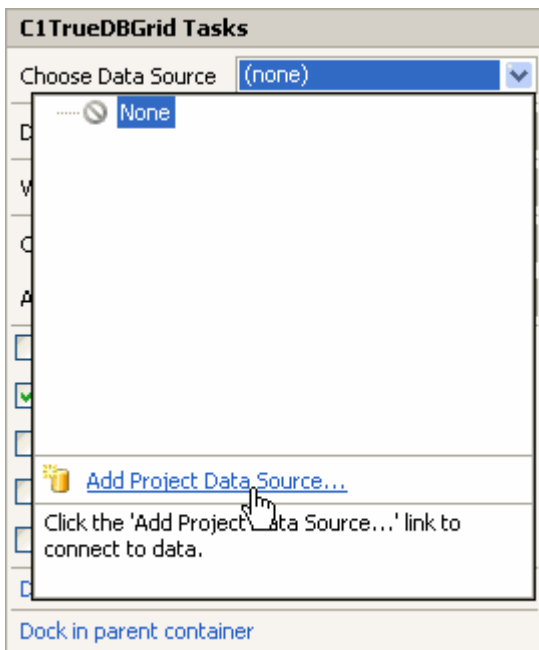 C1TrueDBGrid Tasks
Choose Data Source (none)
None
Add Project Data Source...
Click the 'Add Project Data Source...' link to
connect to data.
Dock in parent container